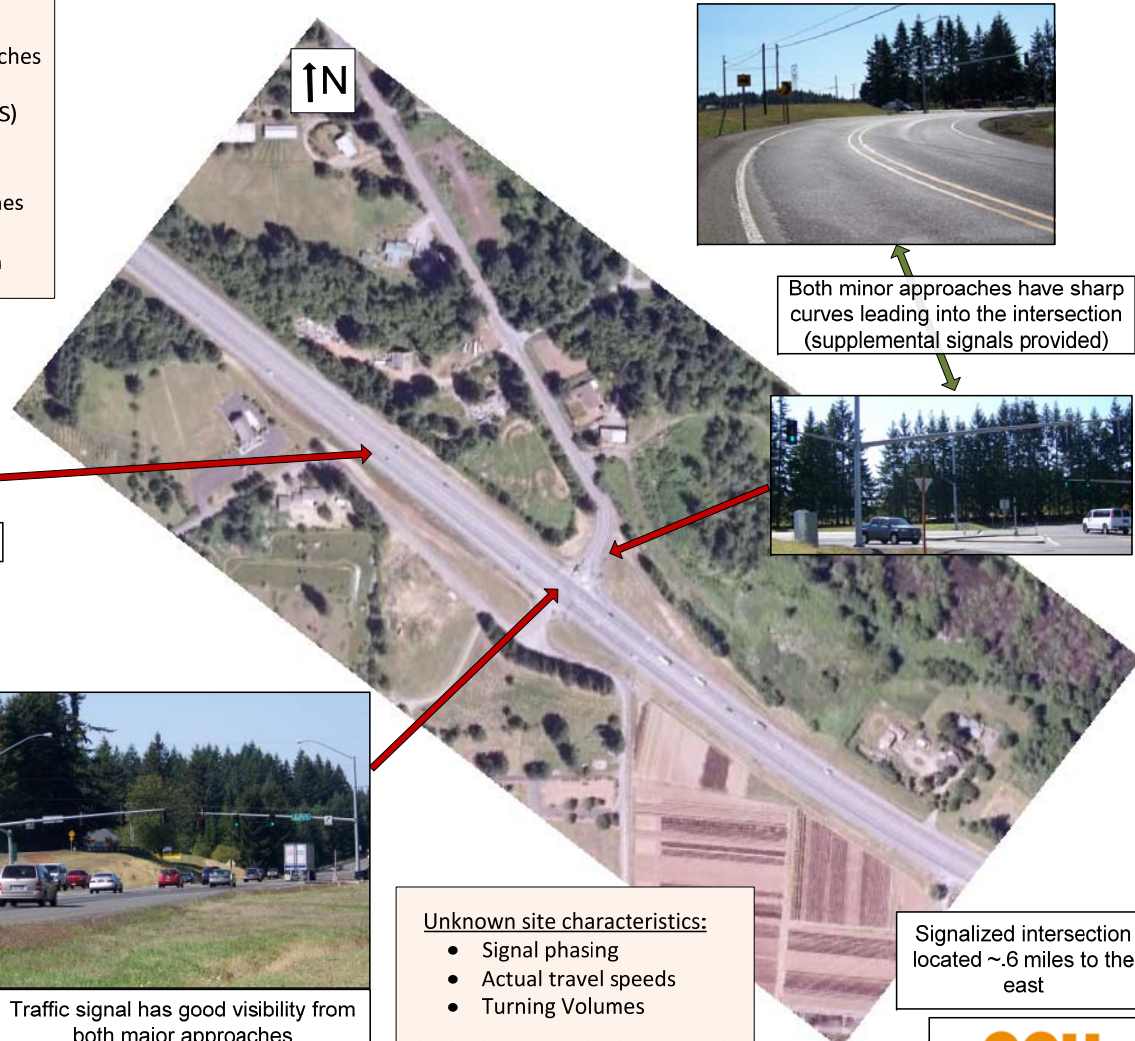 ches
S)
nes
N
Both minor approaches have sharp
curves leading into the intersection
(supplemental signals provided)
Unknown site characteristics:
• Signal phasing
• Actual travel speeds
• Turning Volumes
Signalized intersection
located ~.6 miles to the
east
Traffic signal has good visibility from
both major approaches